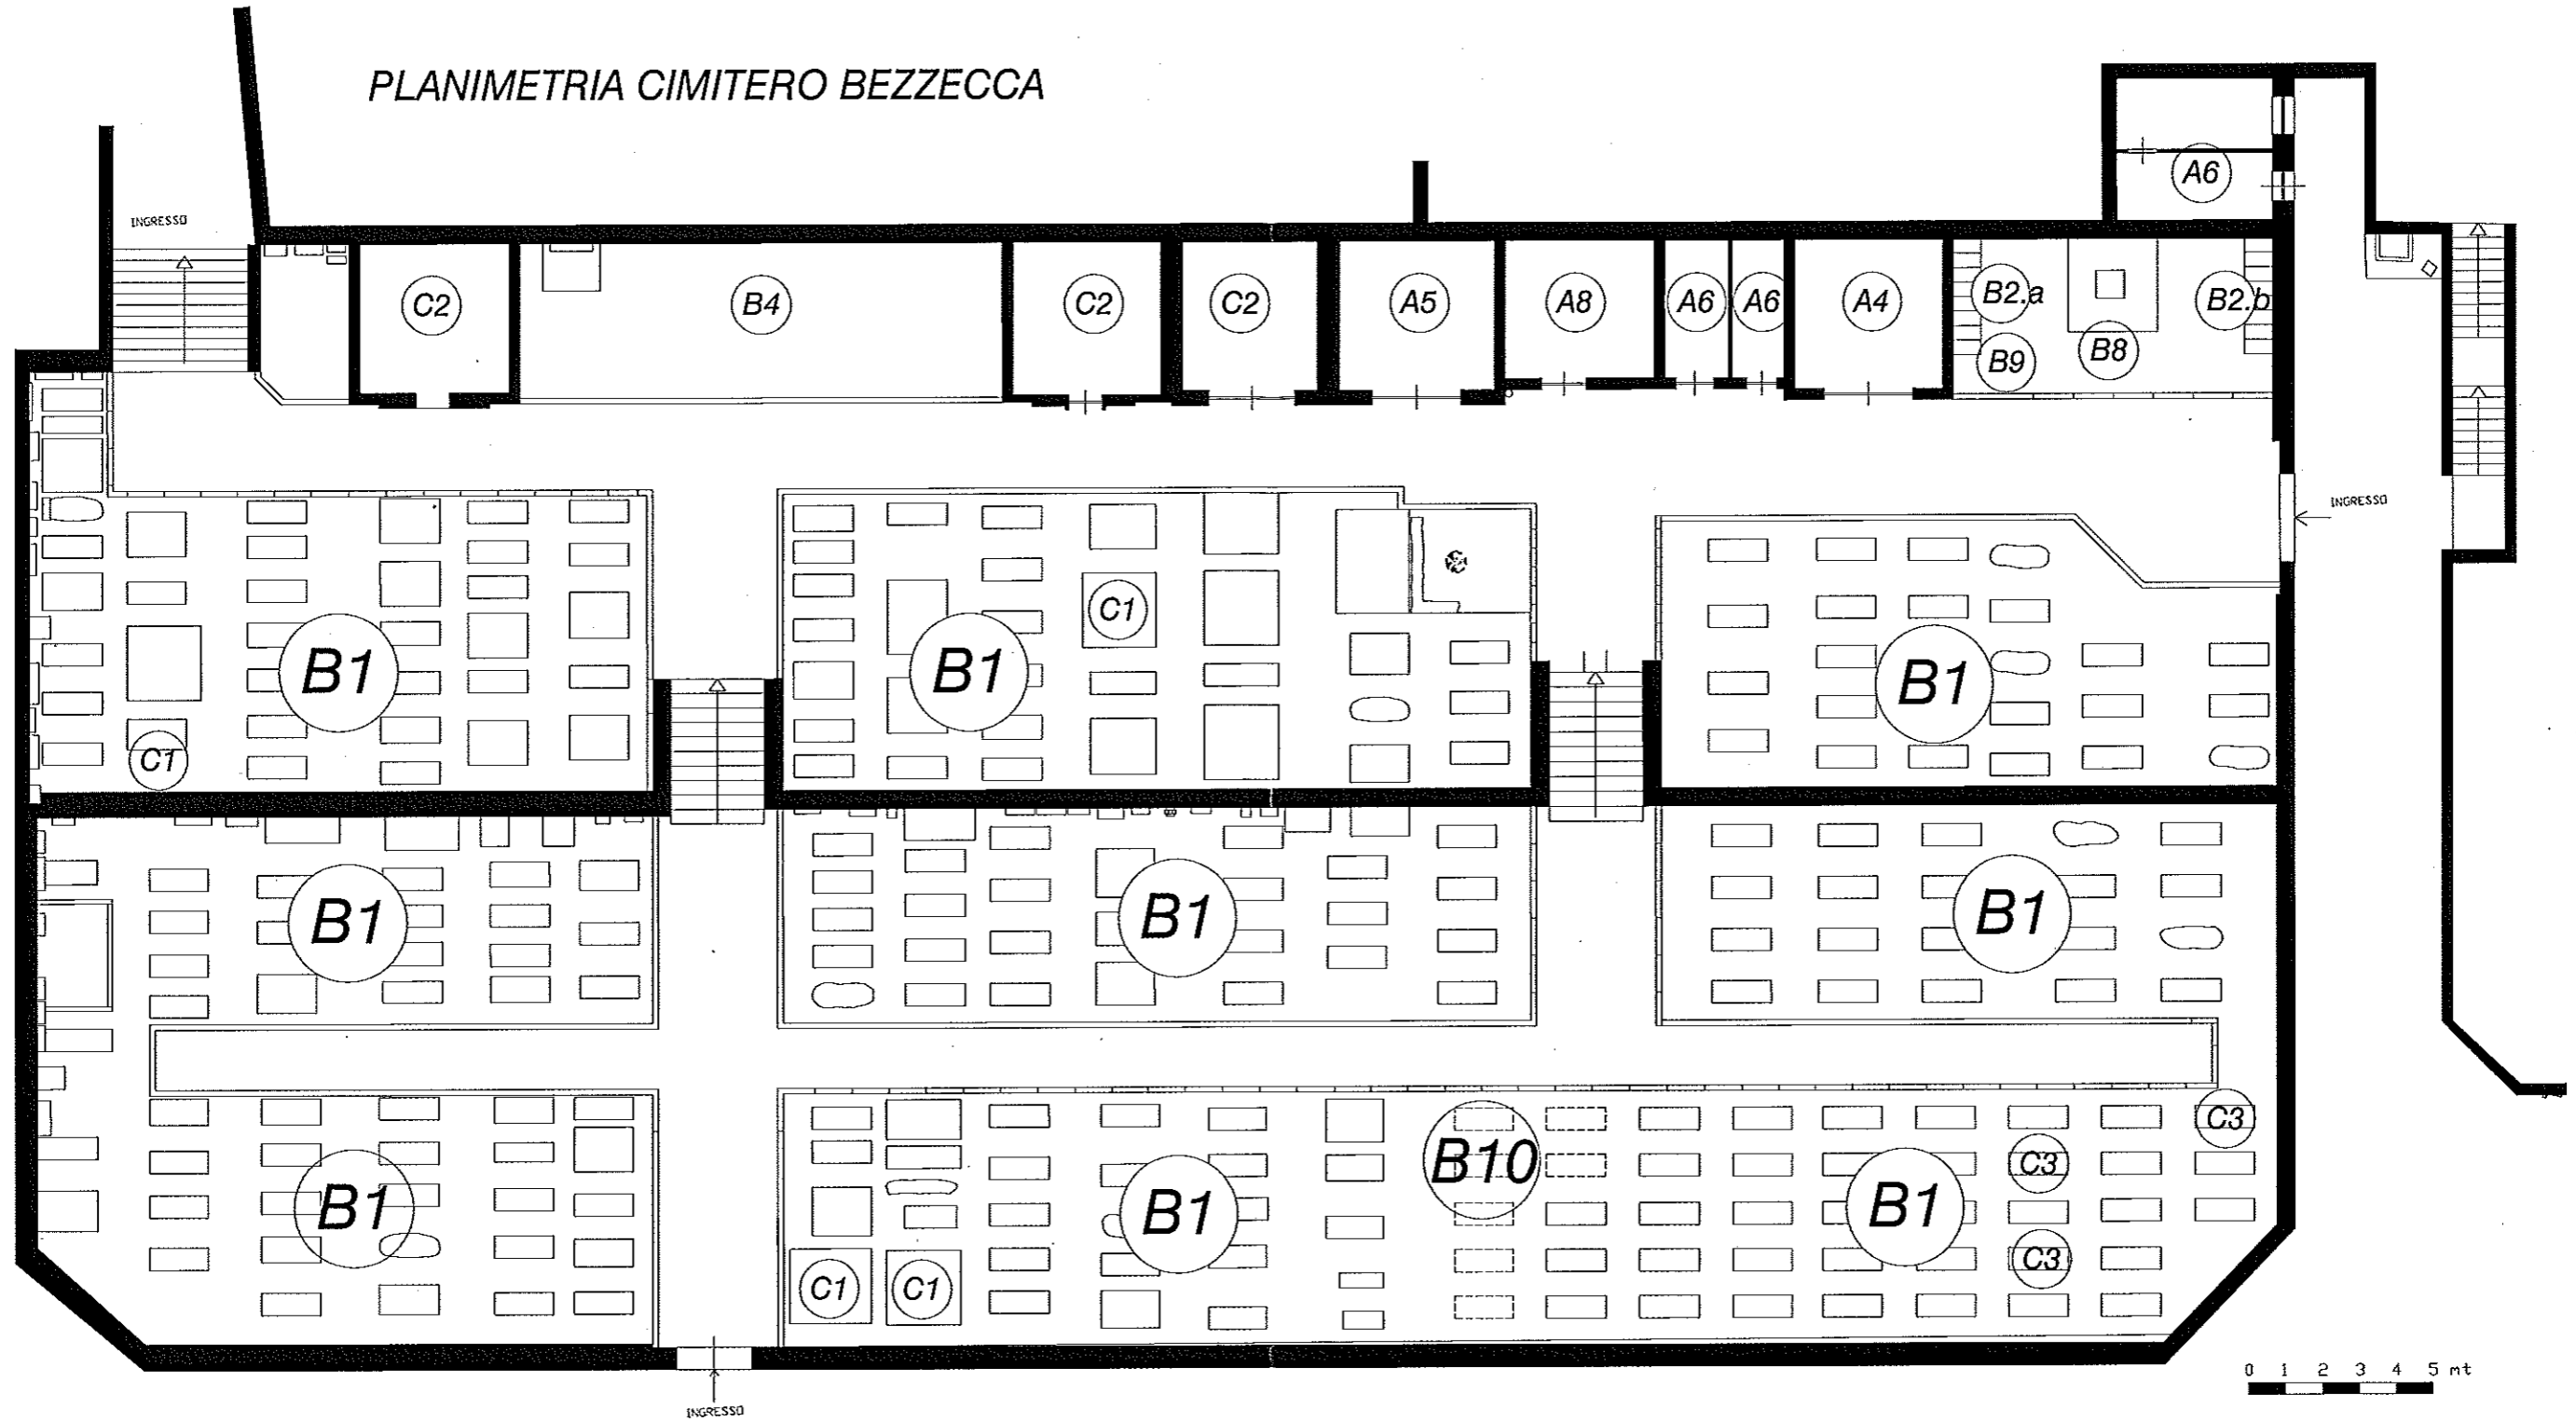 PLANIMETRIA CIMITERO BEZZECCA
A6
INGRESSO
C2
B4
C2
C2
A5
A8
A6
A6
A4
B2.a
B2.b
B9
B8
INGRESSO
B1
C1
B1
C1
B1
B1
B1
B1
B1
C1
C1
B1
B10
B1
C3
C3
C3
INGRESSO
0 1 2 3 4 5 mt